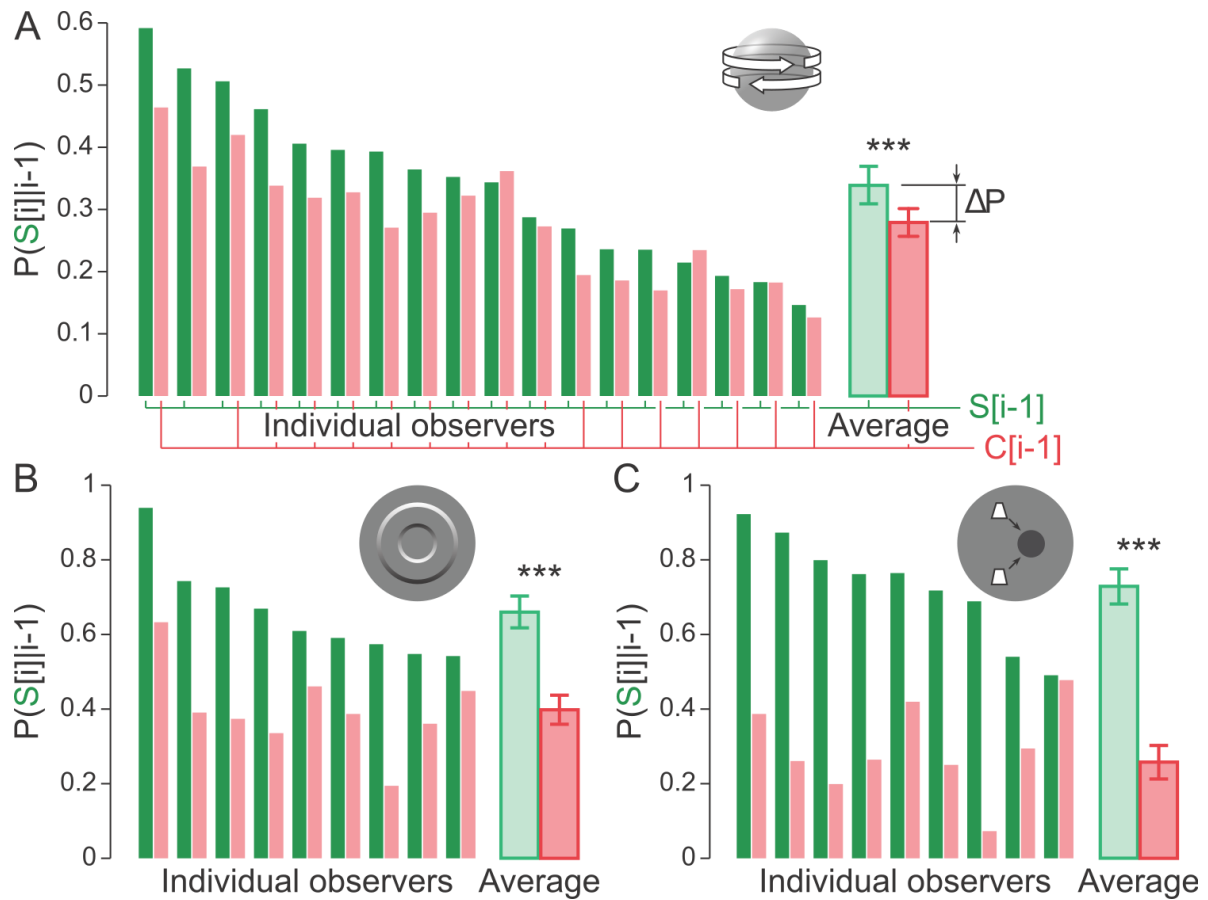 A
0.6
0.5
0.4
0.3
0.2
0.1
0
P(S[i]|i-1)
***
ΔP
Individual observers
Average
S[i-1]
C[i-1]
B
1
0.8
0.6
0.4
0.2
0
P(S[i]|i-1)
***
Individual observers
Average
C
1
0.8
0.6
0.4
0.2
0
P(S[i]|i-1)
***
Individual observers
Average